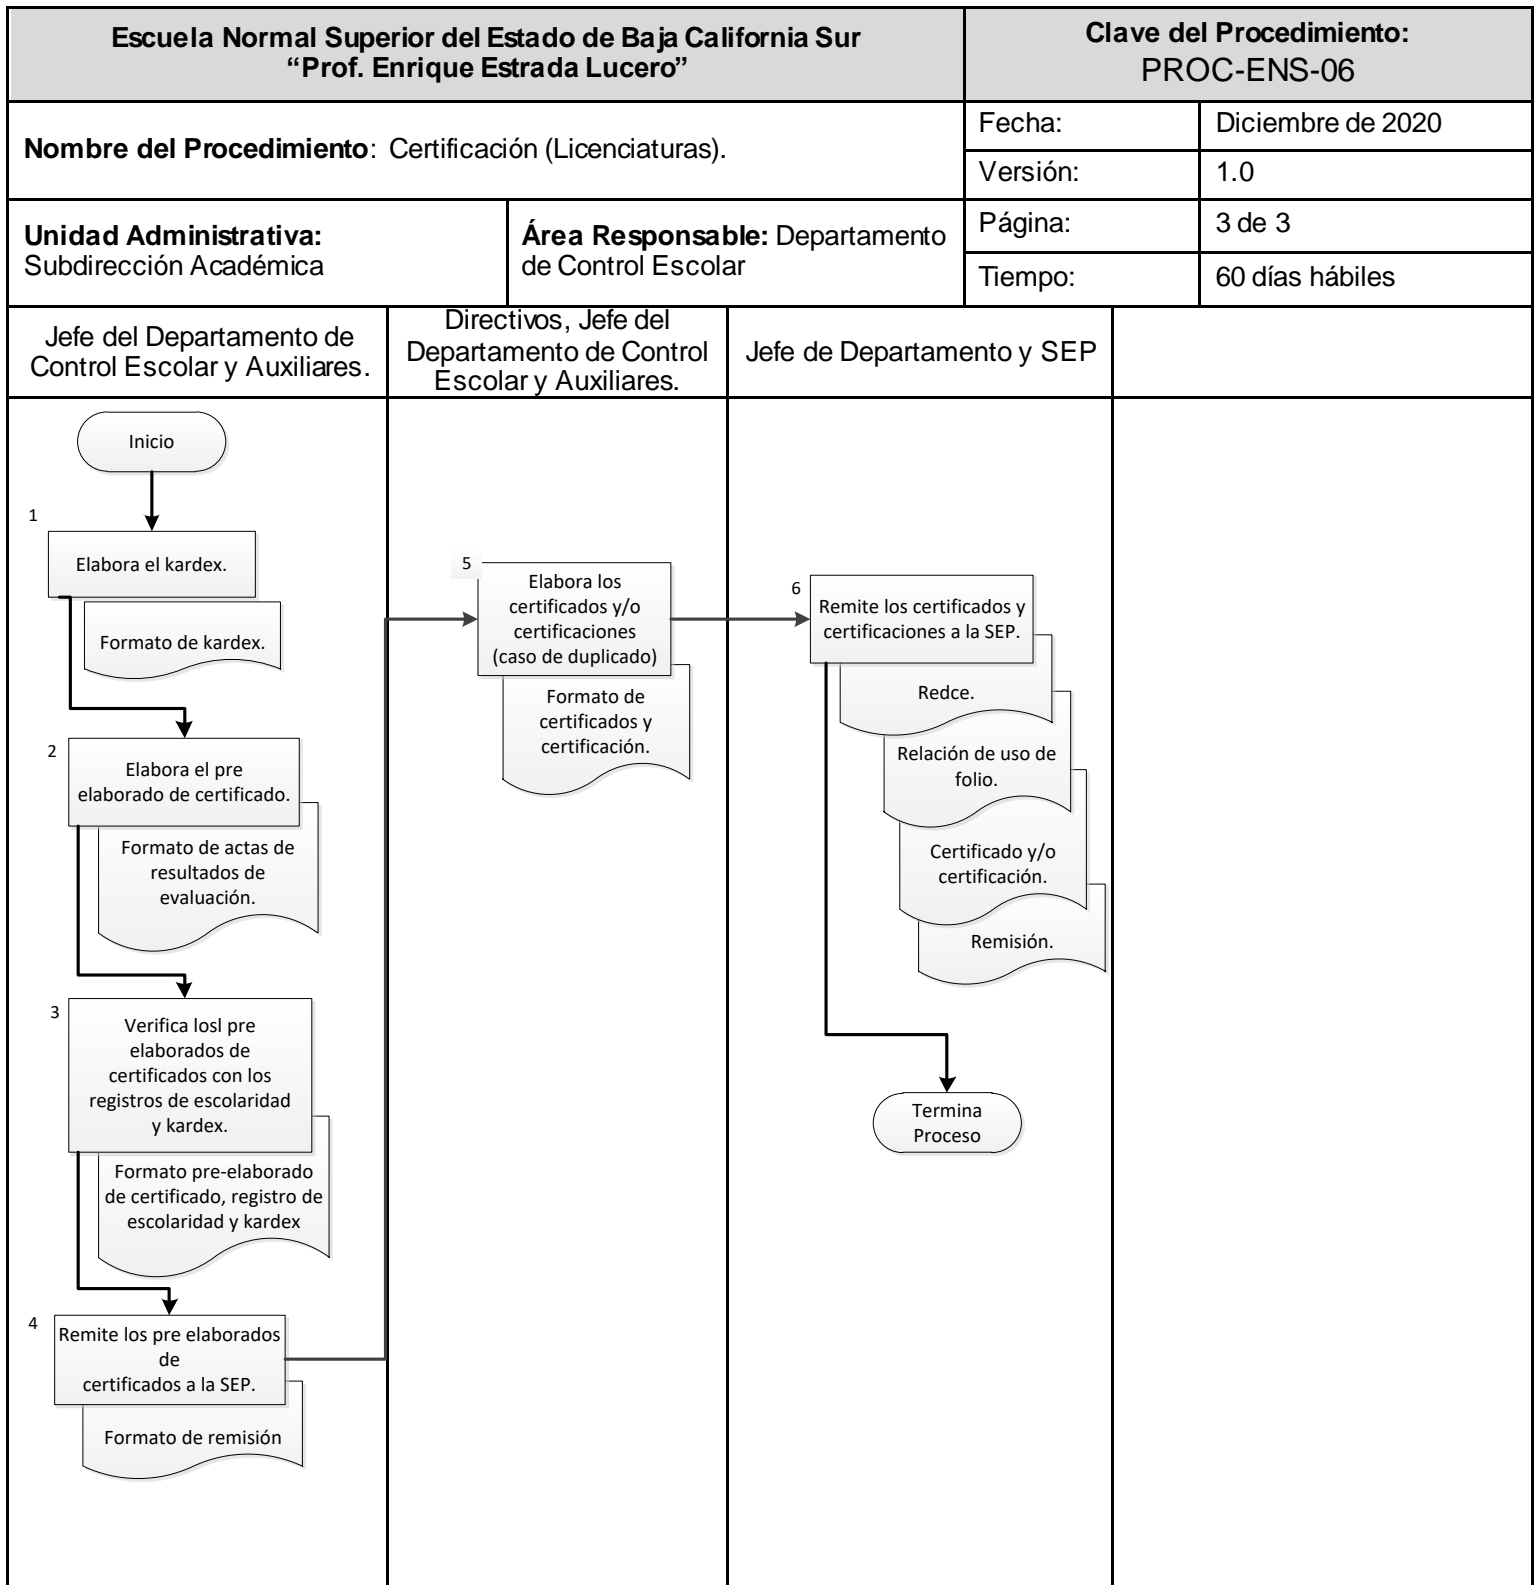 Escuela Normal Superior del Estado de Baja California Sur
“Prof. Enrique Estrada Lucero”
Clave del Procedimiento:
PROC-ENS-06
Nombre del Procedimiento: Certificación (Licenciaturas).
Fecha:
Diciembre de 2020
Versión:
1.0
Unidad Administrativa:
Subdirección Académica
Área Responsable: Departamento
de Control Escolar
Página:
3 de 3
Tiempo:
60 días hábiles
Jefe del Departamento de
Control Escolar y Auxiliares.
Directivos, Jefe del
Departamento de Control
Escolar y Auxiliares.
Jefe de Departamento y SEP
Inicio
1
Elabora el kardex.
Formato de kardex.
2
Elabora el pre
elaborado de certificado.
Formato de actas de
resultados de
evaluación.
3
Verifica losl pre
elaborados de
certificados con los
registros de escolaridad
y kardex.
Formato pre-elaborado
de certificado, registro de
escolaridad y kardex
4
Remite los pre elaborados
de
certificados a la SEP.
Formato de remisión
5
Elabora los
certificados y/o
certificaciones
(caso de duplicado)
Formato de
certificados y
certificación.
6
Remite los certificados y
certificaciones a la SEP.
Redce.
Relación de uso de
folio.
Certificado y/o
certificación.
Remisión.
Termina
Proceso